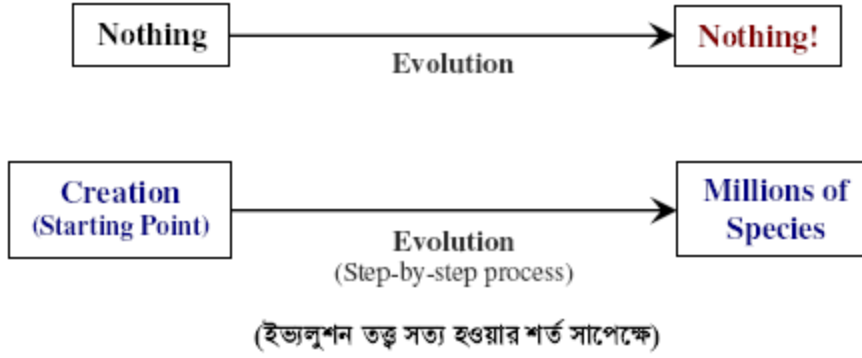 Nothing
Nothing!
Evolution
Creation
(Starting Point)
Millions of
Species
Evolution
(Step-by-step process)
(ইভ্যলুশন তত্ত্ব সত্য হওয়ার শর্ত সাপেক্ষে)